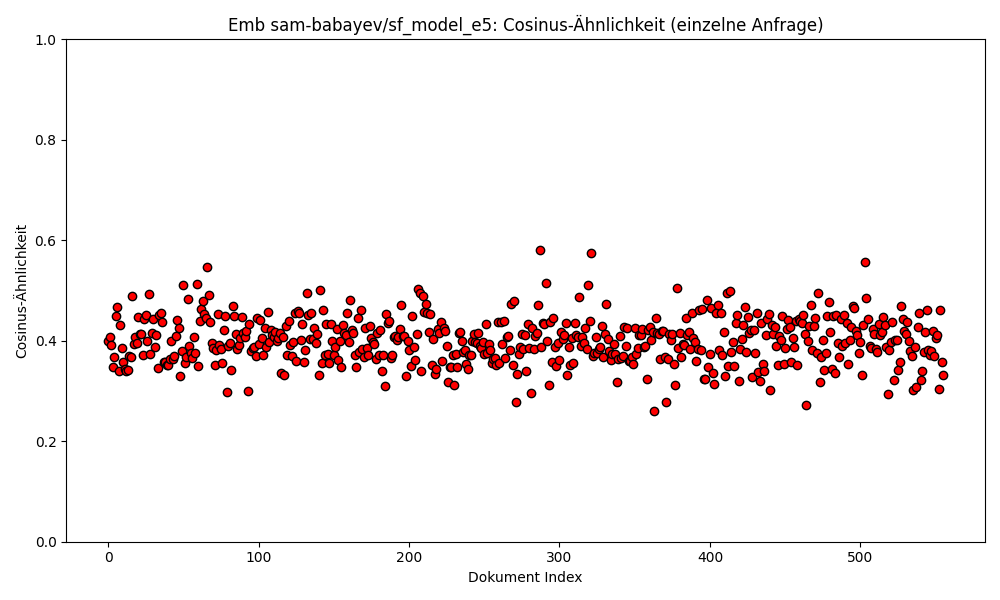 Emb sam-babayev/sf_model_e5: Cosinus-Ähnlichkeit (einzelne Anfrage)
1.0
0.8
0.6
0.4
0.2
0.0
Cosinus-Ähnlichkeit
0 100 200 300 400 500
Dokument Index